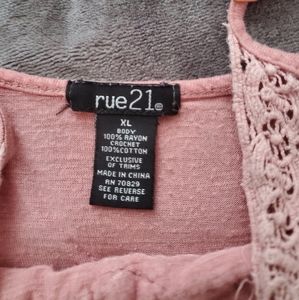 rue21®
XL
BODY
100% RAYON
CROCHET
100%COTTON
EXCLUSIVE
OF TRIMS
MADE IN CHINA
RN 70829
SEE REVERSE
FOR CARE